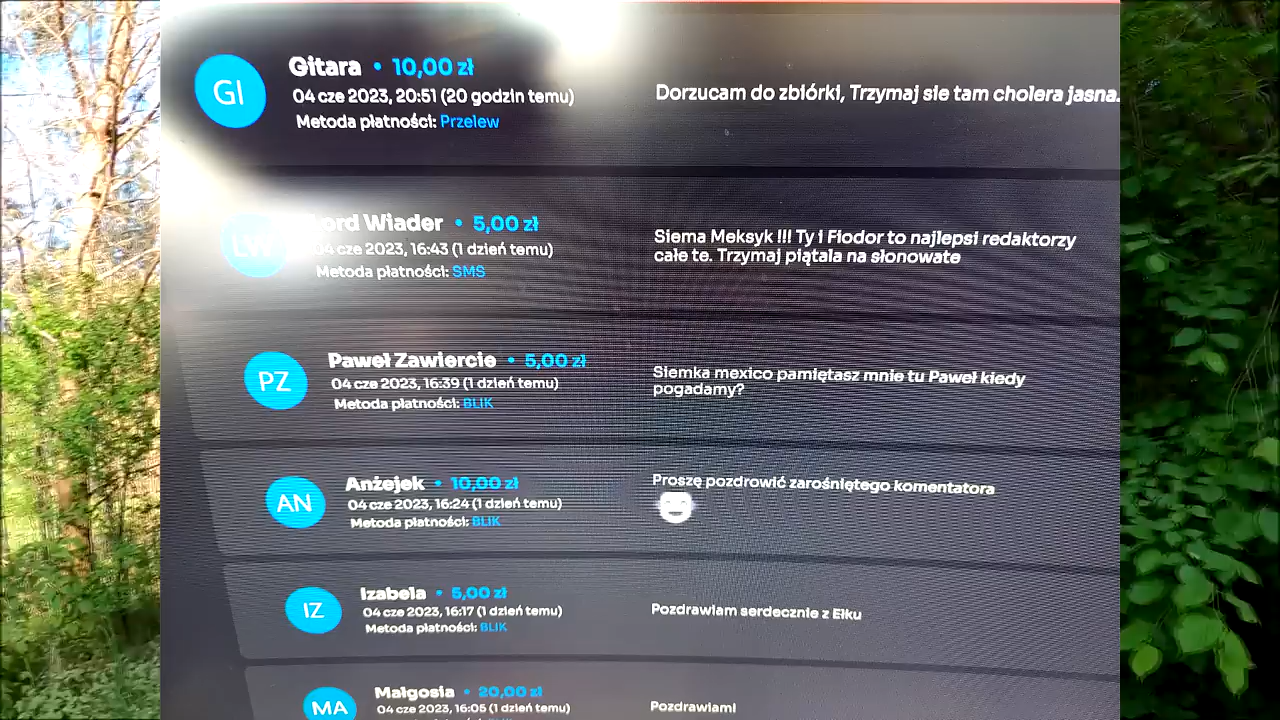 GI
Gitara • 10,00 zł
04 cze 2023, 20:51 (20 godzin temu)
Metoda płatności: Przelew
Dorzucam do zbiórki, Trzymaj sie tam cholera jasna.
LW
Lord Wiader • 5,00 zł
04 cze 2023, 16:43 (1 dzień temu)
Metoda płatności: SMS
Siema Meksyk !!! Ty i Fiodor to najlepsi redaktorzy
całe te. Trzymaj piątala na słonowate
PZ
Paweł Zawiercie • 5,00 zł
04 cze 2023, 16:39 (1 dzień temu)
Metoda płatności: BLIK
Siemka mexico pamiętasz mnie tu Paweł kiedy
pogadamy?
AN
Anżejek • 10,00 zł
04 cze 2023, 16:24 (1 dzień temu)
Metoda płatności: BLIK
Proszę pozdrowić zarośniętego komentatora
IZ
Izabela • 5,00 zł
04 cze 2023, 16:17 (1 dzień temu)
Metoda płatności: BLIK
Pozdrawiam serdecznie z Ełku
MA
Małgosia • 20,00 zł
04 cze 2023, 16:05 (1 dzień temu)
Pozdrawiam!